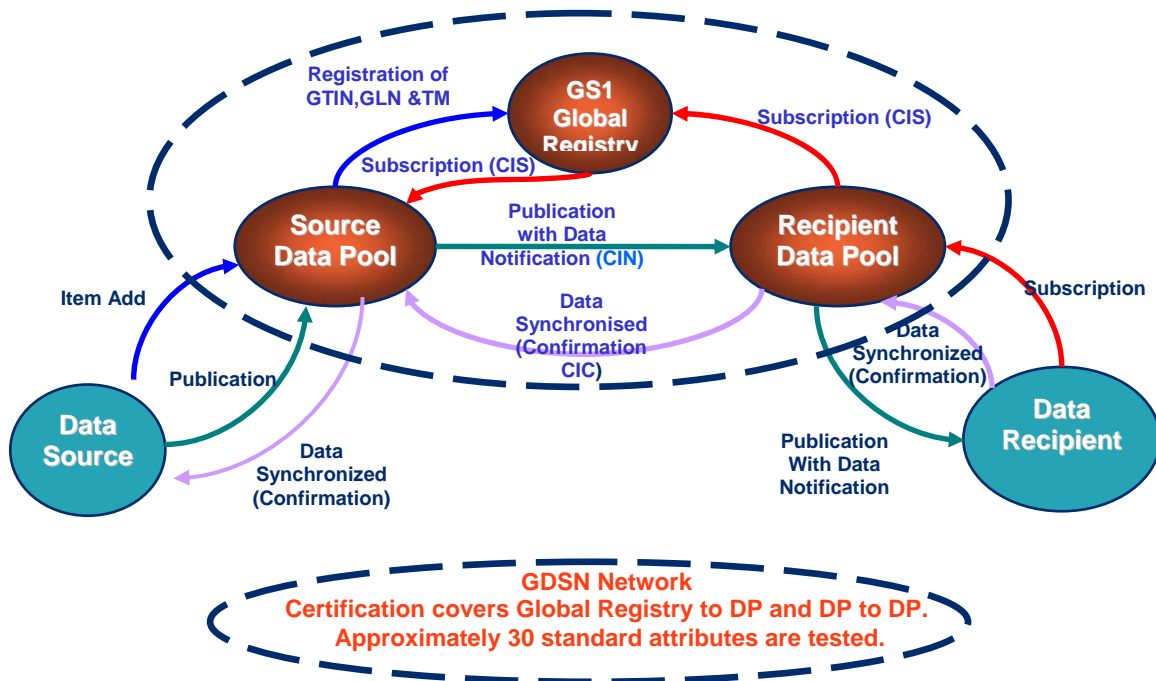 Registration of
GTIN,GLN &TM
GS1
Global
Registry
Subscription (CIS)
Subscription (CIS)
Source
Data Pool
Publication
with Data
Notification (CIN)
Recipient
Data Pool
Item Add
Subscription
Data
Synchronised
(Confirmation
CIC)
Data
Synchronized
(Confirmation)
Publication
Data
Source
Data
Recipient
Data
Synchronized
(Confirmation)
Publication
With Data
Notification
GDSN Network
Certification covers Global Registry to DP and DP to DP.
Approximately 30 standard attributes are tested.